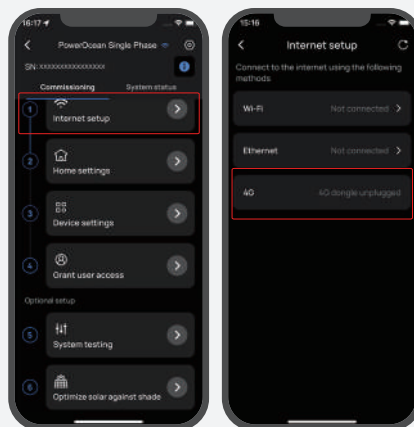 16:17
PowerOcean Single Phase
SN: XXXXXXXXXXXXXXXX
Commissioning
System status
1
Internet setup
2
Home settings
3
Device settings
4
Grant user access
Optional setup
5
System testing
6
Optimize solar against shade
15:16
Internet setup
Connect to the internet using the following
methods
Wi-Fi
Not connected
Ethernet
Not connected
4G
4G dongle unplugged